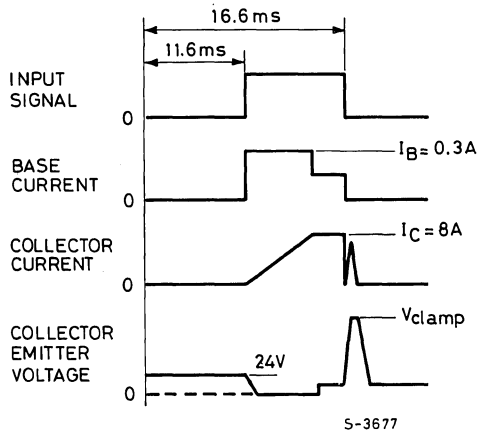 16.6ms
11.6ms
INPUT
SIGNAL
0
BASE
CURRENT
0
I_B= 0.3A
COLLECTOR
CURRENT
0
I_C=8A
COLLECTOR
EMITTER
VOLTAGE
0
24V
Vclamp
S-3677